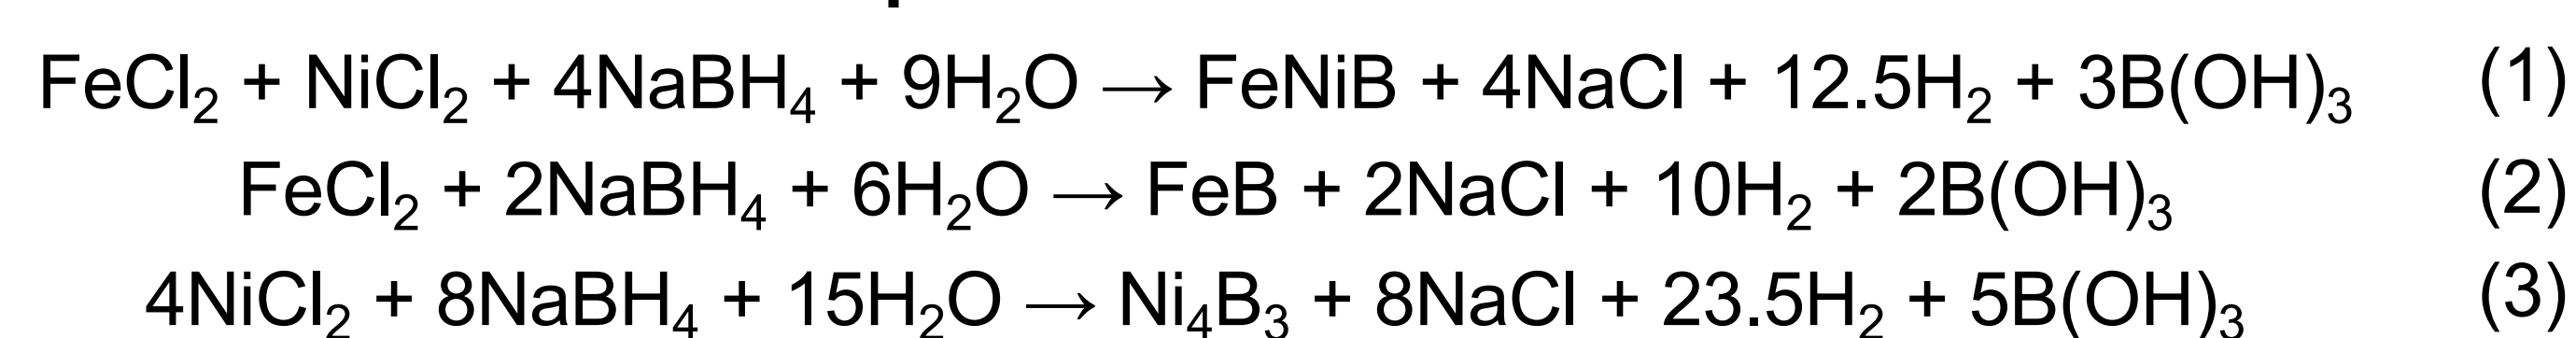 FeCl₂ + NiCl₂ + 4NaBH₄ + 9H₂O → FeNiB + 4NaCl + 12.5H₂ + 3B(OH)₃ (1)
FeCl₂ + 2NaBH₄ + 6H₂O → FeB + 2NaCl + 10H₂ + 2B(OH)₃ (2)
4NiCl₂ + 8NaBH₄ + 15H₂O → Ni₄B₃ + 8NaCl + 23.5H₂ + 5B(OH)₃ (3)